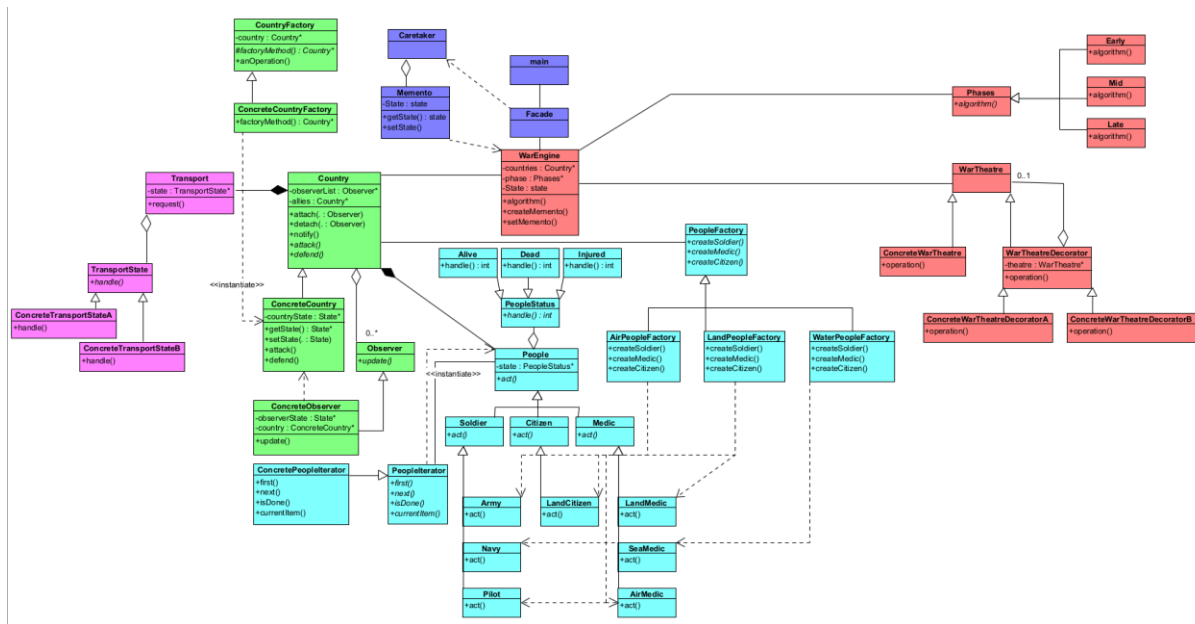 CountryFactory
-country : Country*
#factoryMethod() : Country*
+anOperation()
ConcreteCountryFactory
+factoryMethod() : Country*
Caretaker
Memento
-State : state
+getState() : state
+setState()
main
Facade
WarEngine
-countries : Country*
-phase : Phases*
-State : state
+algorithm()
+createMemento()
+setMemento()
Phases
+algorithm()
Early
+algorithm()
Mid
+algorithm()
Late
+algorithm()
Transport
-state : TransportState*
+request()
TransportState
+handle()
ConcreteTransportStateA
+handle()
ConcreteTransportStateB
+handle()
Country
-observerList : Observer*
-allies : Country*
+attach(. : Observer)
+detach(. : Observer)
+notify()
+attack()
+defend()
<<instantiate>>
ConcreteCountry
-countryState : State*
+getState() : State*
+setState(. : State)
+attack()
+defend()
0..*
Observer
+update()
ConcreteObserver
-observerState : State*
-country : ConcreteCountry*
+update()
ConcretePeopleIterator
+first()
+next()
+isDone()
+currentItem()
PeopleIterator
+first()
+next()
+isDone()
+currentItem()
Alive
+handle() : int
Dead
+handle() : int
Injured
+handle() : int
PeopleStatus
+handle() : int
People
-state : PeopleStatus*
+act()
<<instantiate>>
Soldier
+act()
Citizen
+act()
Medic
+act()
Army
+act()
LandCitizen
+act()
LandMedic
+act()
Navy
+act()
SeaMedic
+act()
Pilot
+act()
AirMedic
+act()
PeopleFactory
+createSoldier()
+createMedic()
+createCitizen()
AirPeopleFactory
+createSoldier()
+createMedic()
+createCitizen()
LandPeopleFactory
+createSoldier()
+createMedic()
+createCitizen()
WaterPeopleFactory
+createSoldier()
+createMedic()
+createCitizen()
WarTheatre
0..1
ConcreteWarTheatre
+operation()
WarTheatreDecorator
-theatre : WarTheatre*
+operation()
ConcreteWarTheatreDecoratorA
+operation()
ConcreteWarTheatreDecoratorB
+operation()